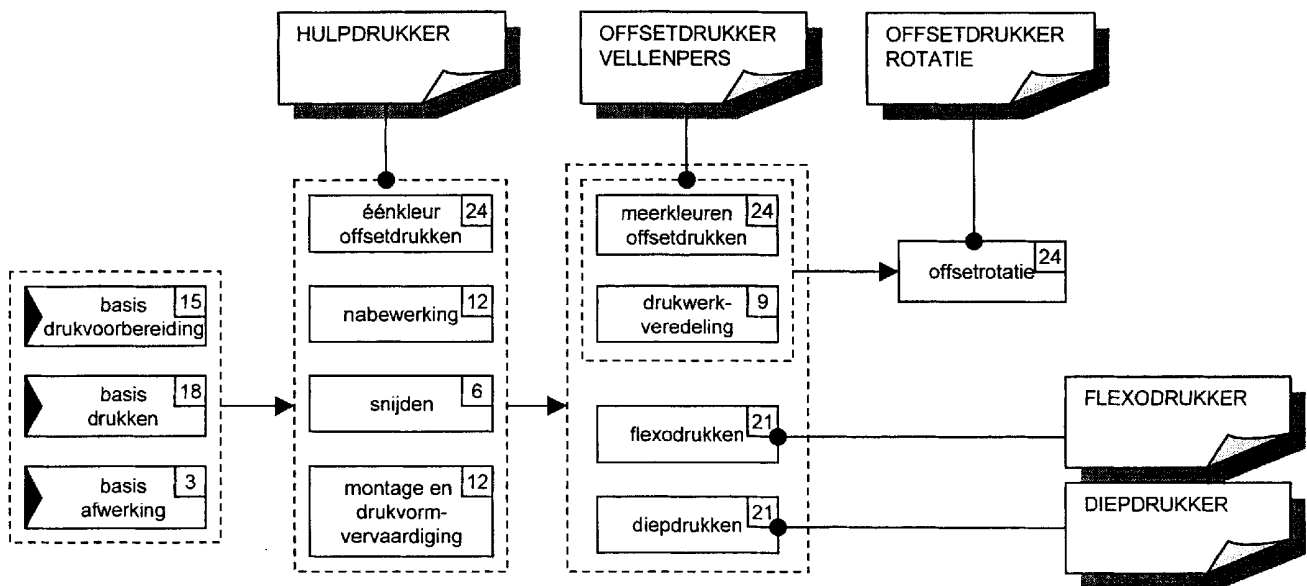 HULPDRUKKER
OFFSETDRUKKER
VELLENPERS
OFFSETDRUKKER
ROTATIE
basis
drukvoorbereiding
15
basis
drukken
18
basis
afwerking
3
éénkleur
offsetdrukken
24
nabewerking
12
snijden
6
montage en
drukvorm-
vervaardiging
12
meerkleuren
offsetdrukken
24
drukwerk-
veredeling
9
flexodrukken
21
diepdrukken
21
offsetrotatie
24
FLEXODRUKKER
DIEPDRUKKER